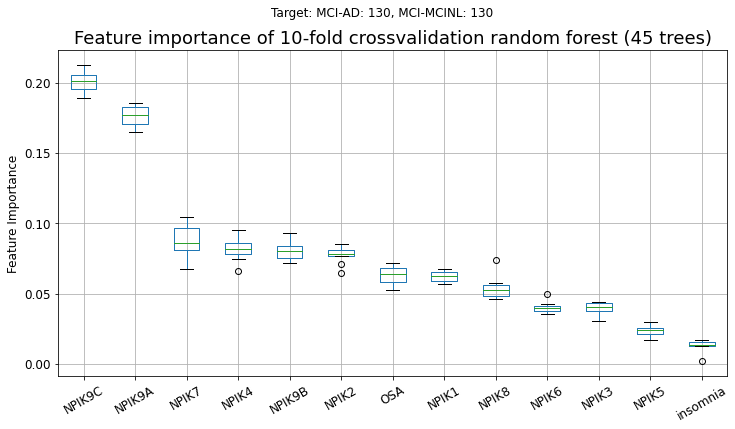 Target: MCI-AD: 130, MCI-MCINL: 130
Feature importance of 10-fold crossvalidation random forest (45 trees)
Feature Importance
0.20
0.15
0.10
0.05
0.00
NPIK9C NPIK9A NPIK7 NPIK4 NPIK9B NPIK2 OSA NPIK1 NPIK8 NPIK6 NPIK3 NPIK5 insomnia